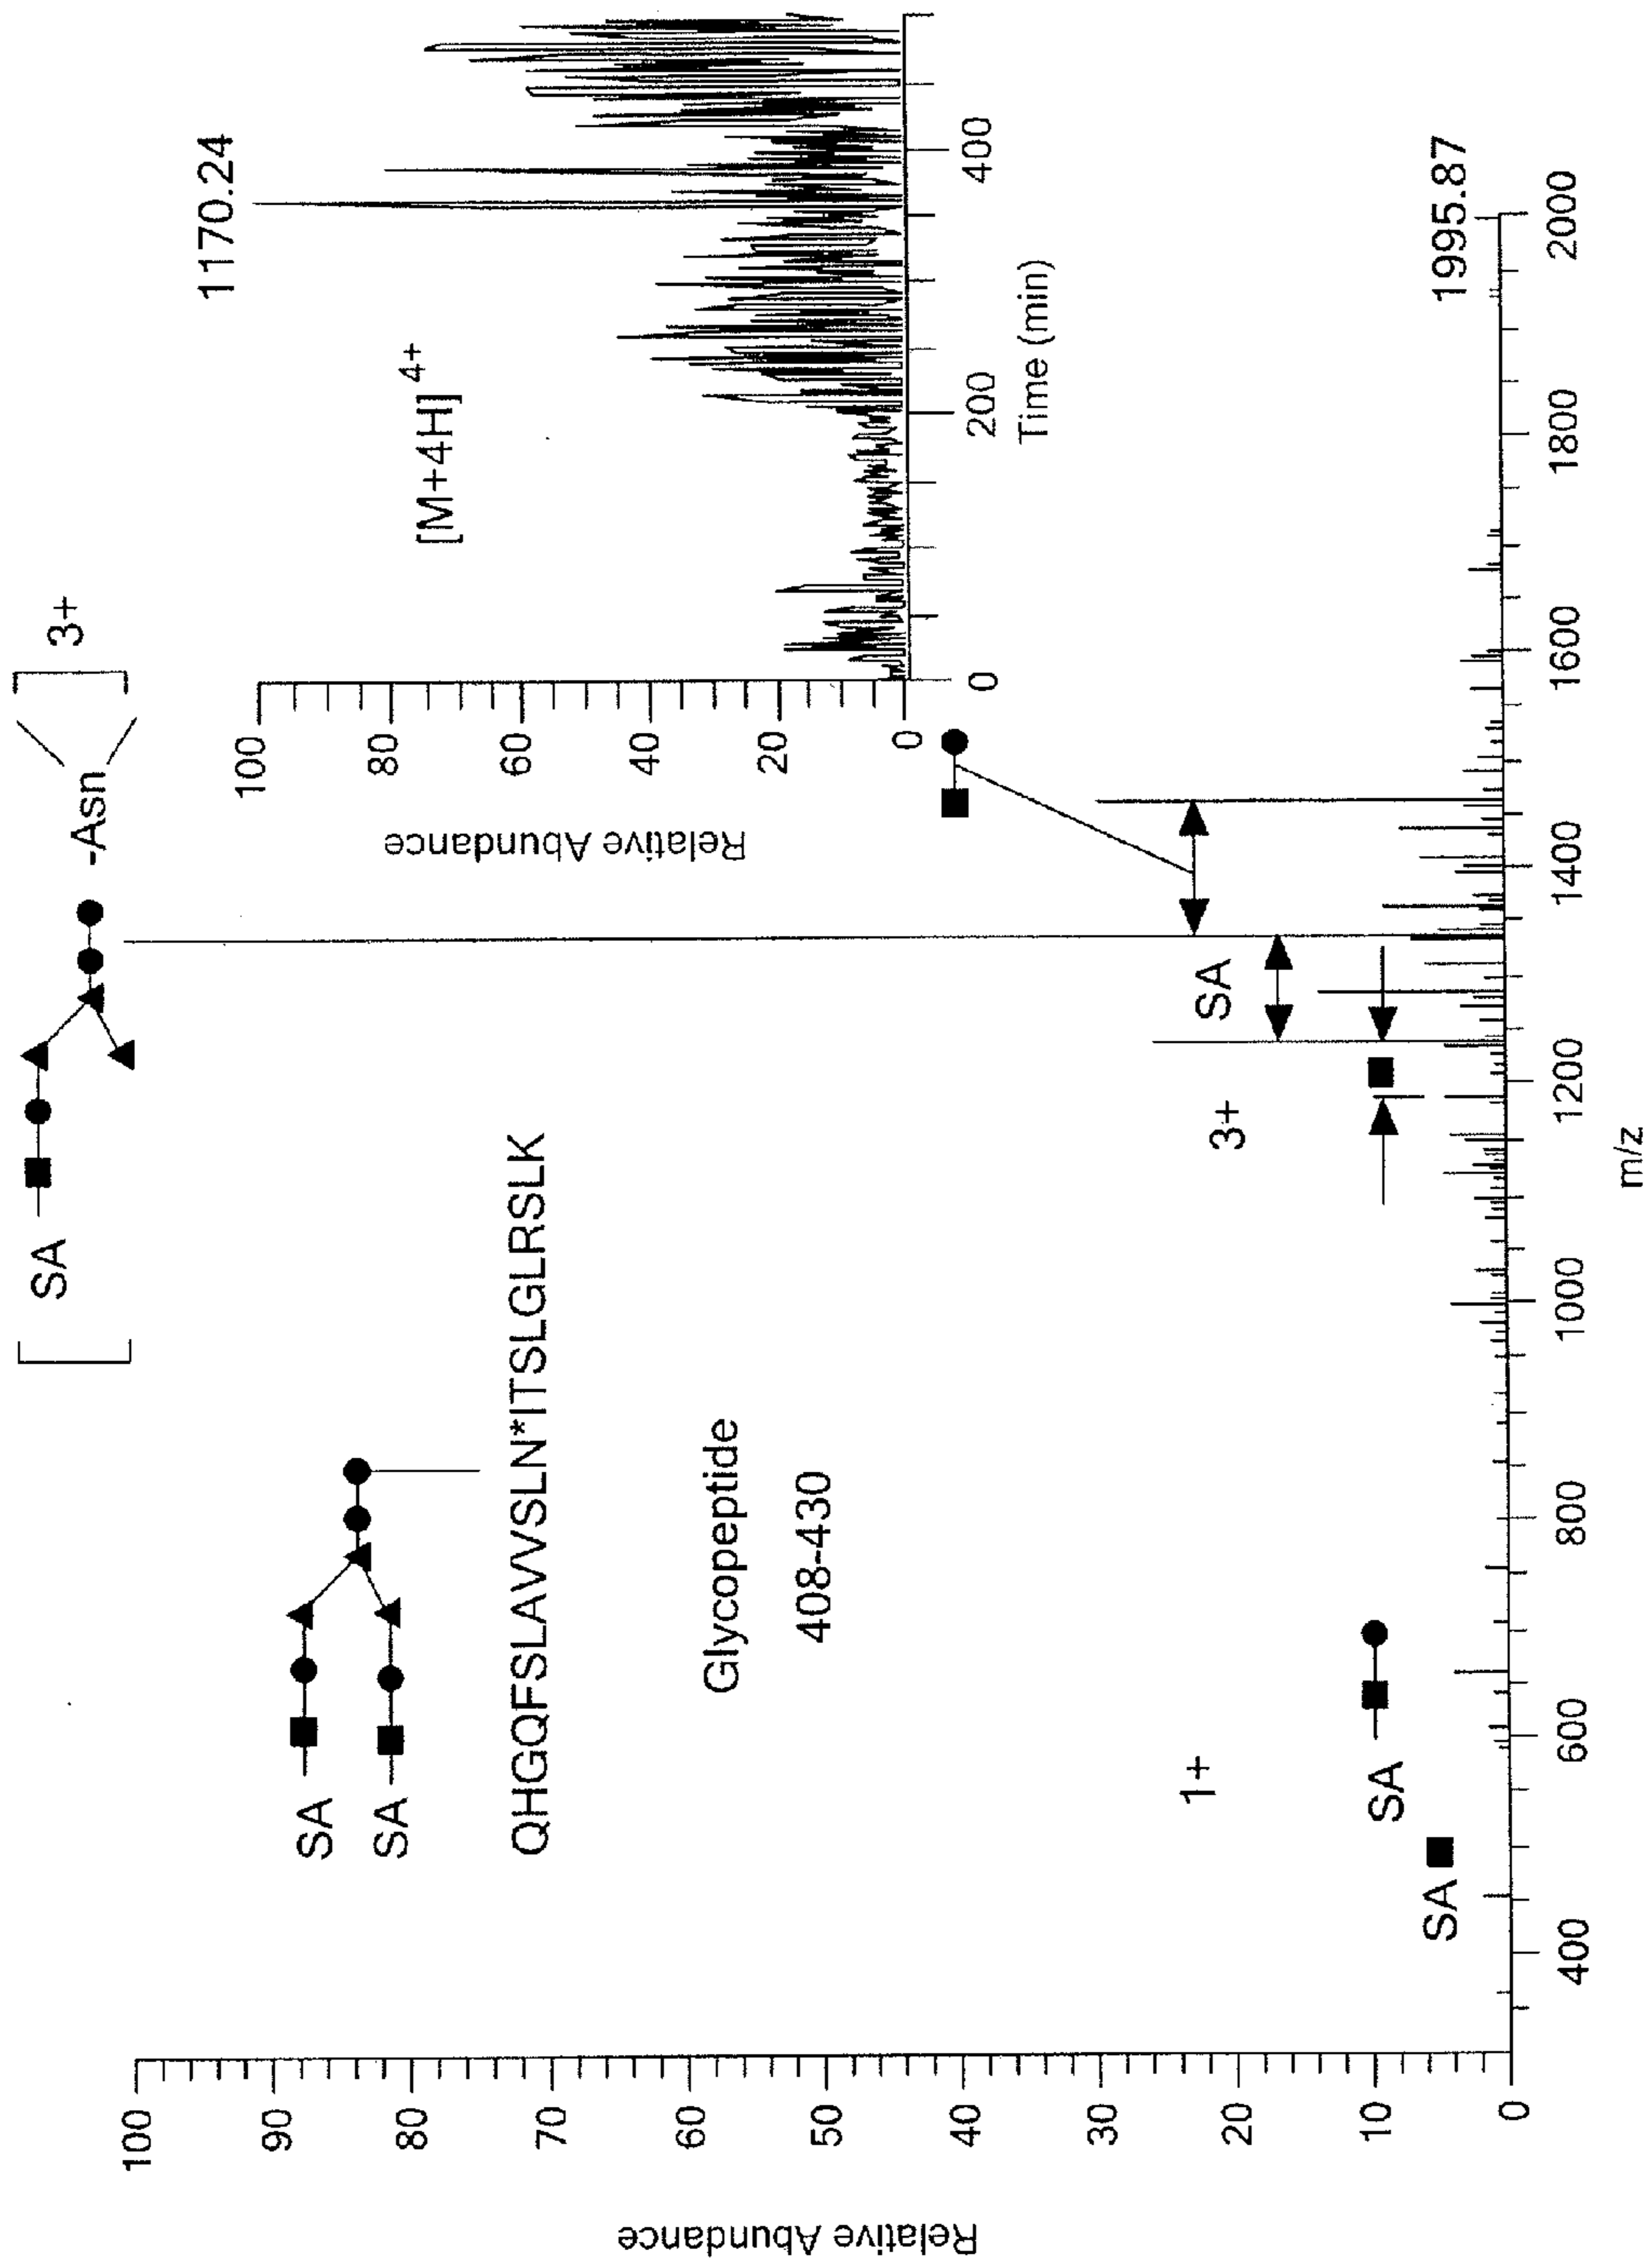 SA
-Asn
3+
SA
SA
QHGQFSLAVVSLN*ITSLGLRSLK
Glycopeptide
408-430
[M+4H] 4+
1170.24
100
80
60
40
20
0
Relative Abundance
0
200
400
Time (min)
SA
3+
1+
SA
SA
1995.87
100
90
80
70
60
50
40
30
20
10
0
Relative Abundance
400
600
800
1000
1200
1400
1600
1800
2000
m/z